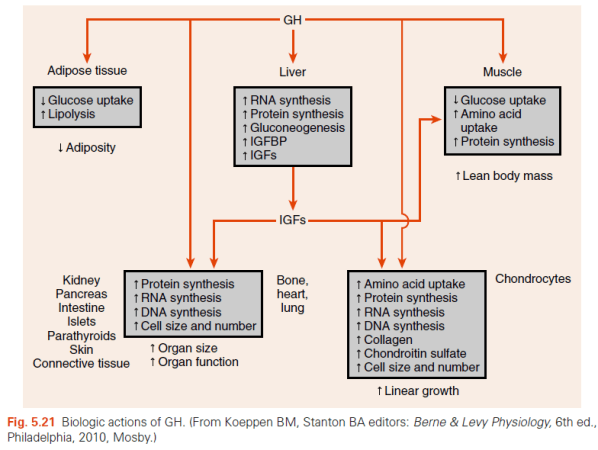 GH
Adipose tissue
↓ Glucose uptake
↑ Lipolysis
↓ Adiposity
Liver
↑ RNA synthesis
↑ Protein synthesis
↑ Gluconeogenesis
↑ IGFBP
↑ IGFs
Muscle
↓ Glucose uptake
↑ Amino acid
uptake
↑ Protein synthesis
↑ Lean body mass
IGFs
Kidney
Pancreas
Intestine
Islets
Parathyroids
Skin
Connective tissue
↑ Protein synthesis
↑ RNA synthesis
↑ DNA synthesis
↑ Cell size and number
↑ Organ size
↑ Organ function
Bone,
heart,
lung
↑ Amino acid uptake
↑ Protein synthesis
↑ RNA synthesis
↑ DNA synthesis
↑ Collagen
↑ Chondroitin sulfate
↑ Cell size and number
↑ Linear growth
Chondrocytes
Fig. 5.21 Biologic actions of GH. (From Koeppen BM, Stanton BA editors: Berne & Levy Physiology, 6th ed.,
Philadelphia, 2010, Mosby.)